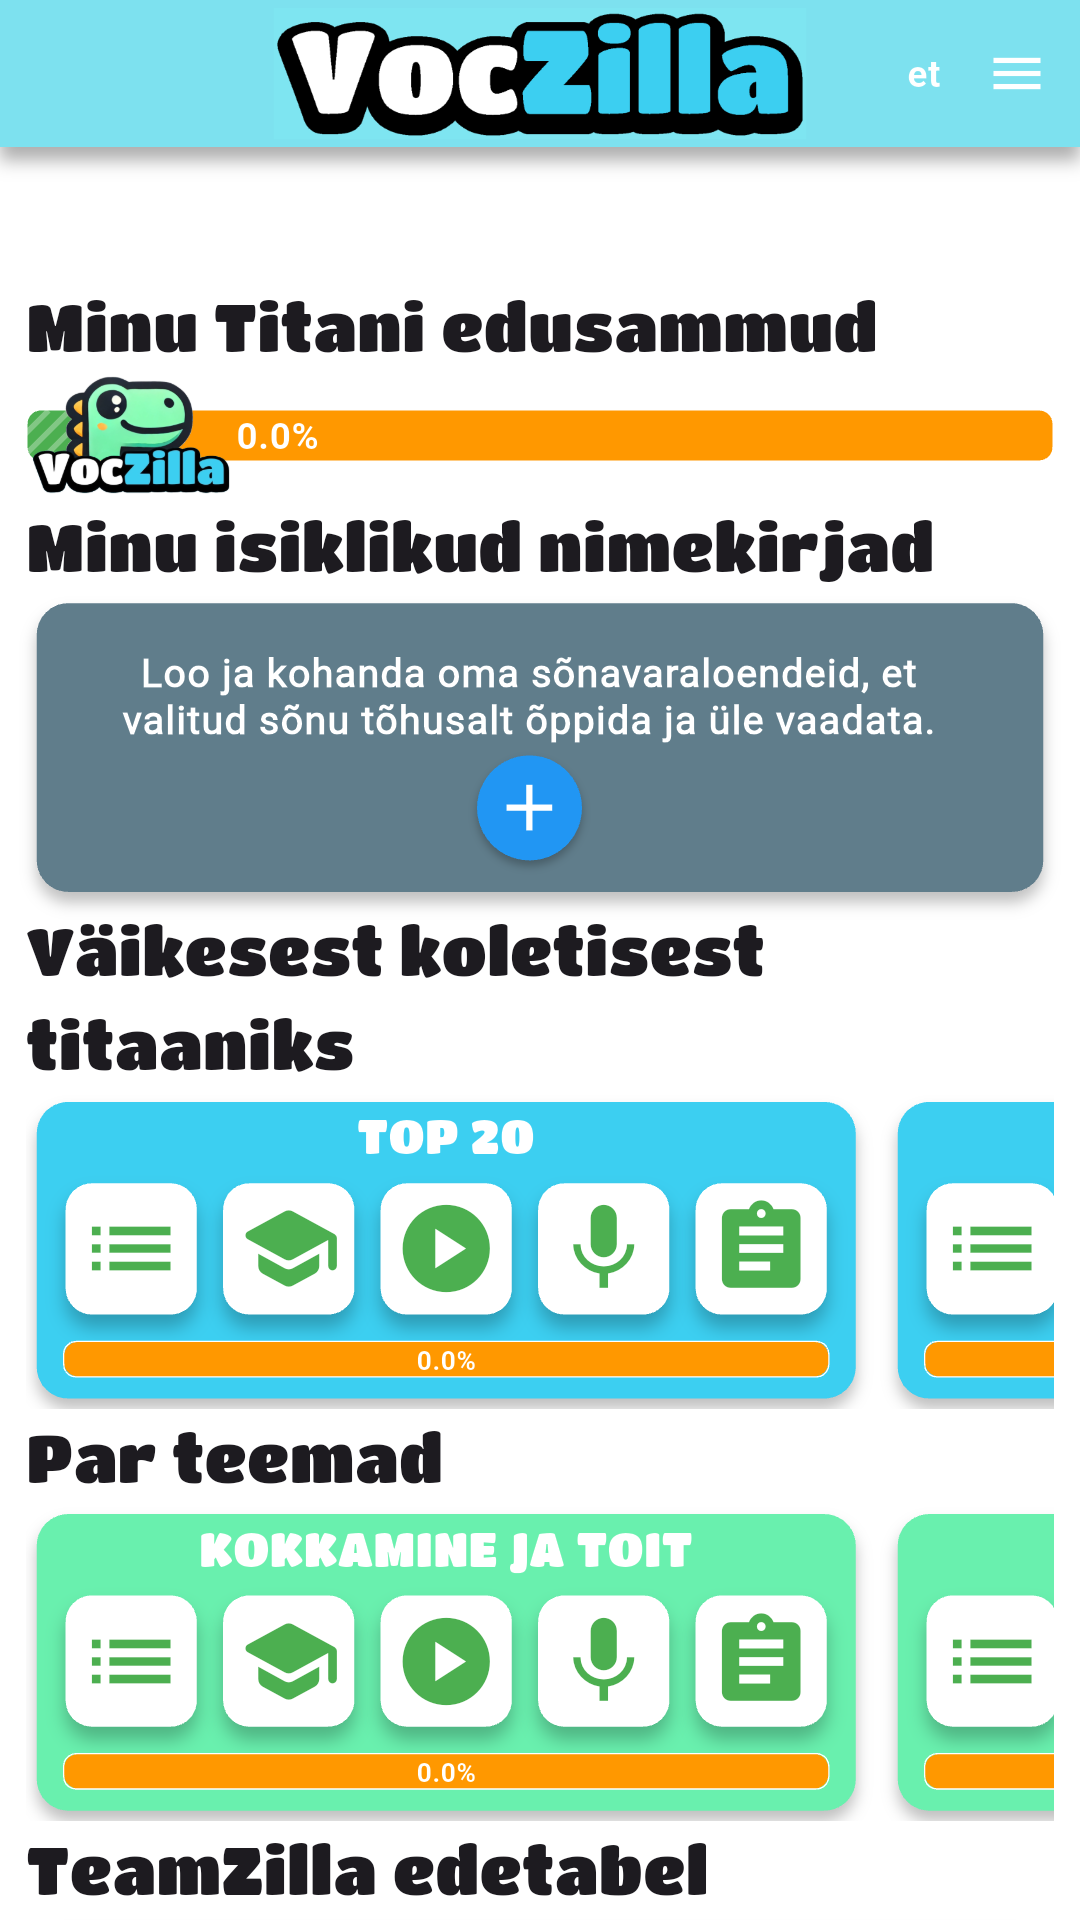 VocZilla
et
Minu Titani edusammud
0.0%
VocZilla
Minu isiklikud nimekirjad
Loo ja kohanda oma sõnavaraloendeid, et
valitud sõnu tõhusalt õppida ja üle vaadata.
Väikesest koletisest
titaaniks
TOP 20
0.0%
Par teemad
KOKKAMINE JA TOIT
0.0%
TeamZilla edetabel